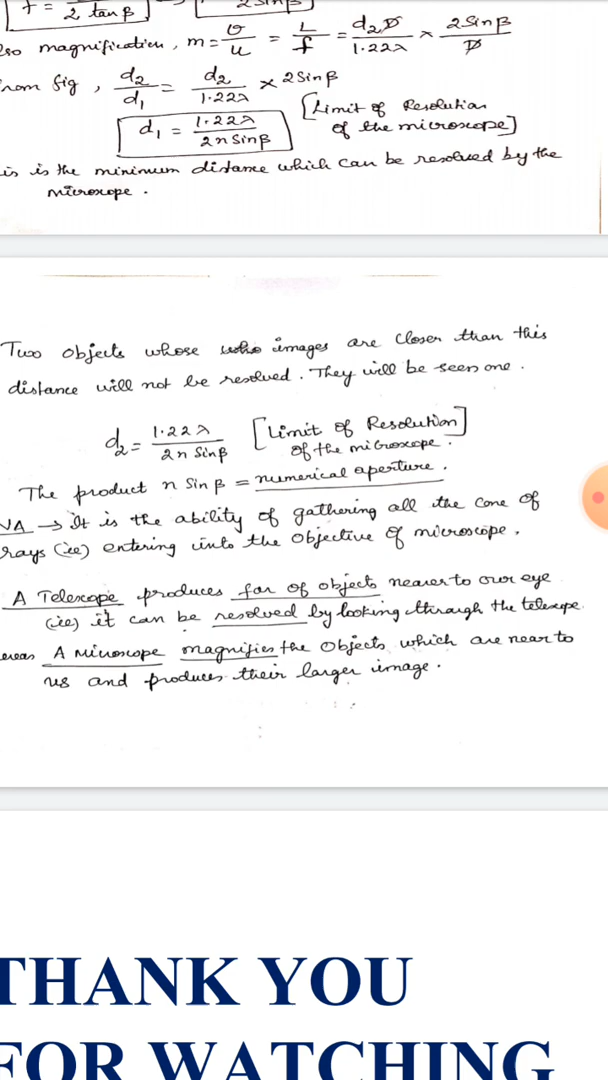 f = D / 2 tan β
2 sin β
so magnification, m = v/u = L/f = d₂D/1.22λ × 2 Sin β/D
rom fig, d₂/d₁ = d₂/1.22λ × 2 Sin β
d₁ = 1.22λ / 2n Sin β [Limit of Resolution of the microscope]
is is the minimum distance which can be resolved by the
microscope.
Two objects whose images are closer than this
distance will not be resolved. They will be seen one.
d₂ = 1.22λ / 2n Sin β [Limit of Resolution of the microscope.]
The product n Sin β = numerical aperture.
NA → It is the ability of gathering all the cone of
rays (ie) entering into the objective of microscope.
A Telescope produces far of objects nearer to our eye
(ie) it can be resolved by looking through the telescope.
ereas A Microscope magnifies the objects which are near to
us and produces their larger image.
THANK YOU
FOR WATCHING